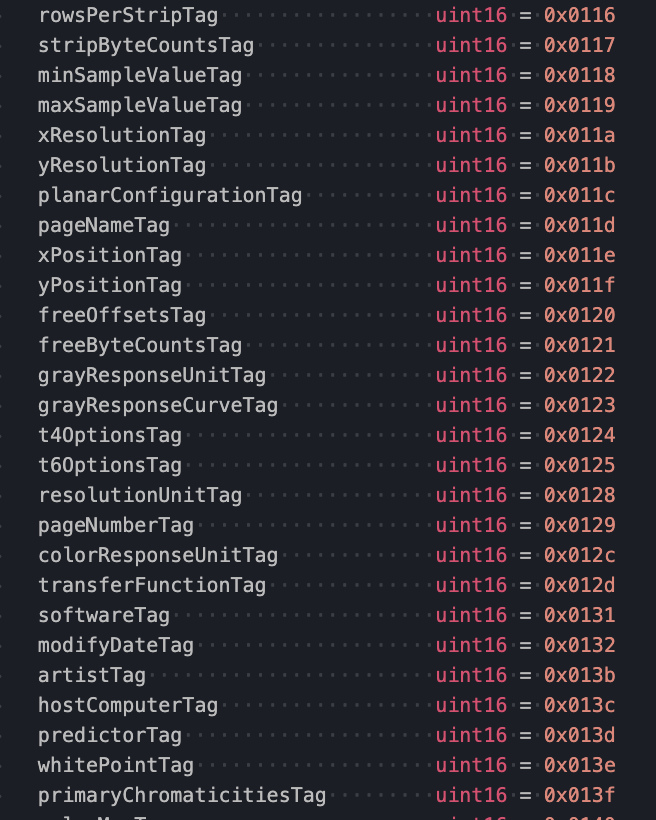 rowsPerStripTag uint16 = 0x0116
stripByteCountsTag uint16 = 0x0117
minSampleValueTag uint16 = 0x0118
maxSampleValueTag uint16 = 0x0119
xResolutionTag uint16 = 0x011a
yResolutionTag uint16 = 0x011b
planarConfigurationTag uint16 = 0x011c
pageNameTag uint16 = 0x011d
xPositionTag uint16 = 0x011e
yPositionTag uint16 = 0x011f
freeOffsetsTag uint16 = 0x0120
freeByteCountsTag uint16 = 0x0121
grayResponseUnitTag uint16 = 0x0122
grayResponseCurveTag uint16 = 0x0123
t4OptionsTag uint16 = 0x0124
t6OptionsTag uint16 = 0x0125
resolutionUnitTag uint16 = 0x0128
pageNumberTag uint16 = 0x0129
colorResponseUnitTag uint16 = 0x012c
transferFunctionTag uint16 = 0x012d
softwareTag uint16 = 0x0131
modifyDateTag uint16 = 0x0132
artistTag uint16 = 0x013b
hostComputerTag uint16 = 0x013c
predictorTag uint16 = 0x013d
whitePointTag uint16 = 0x013e
primaryChromaticitiesTag uint16 = 0x013f